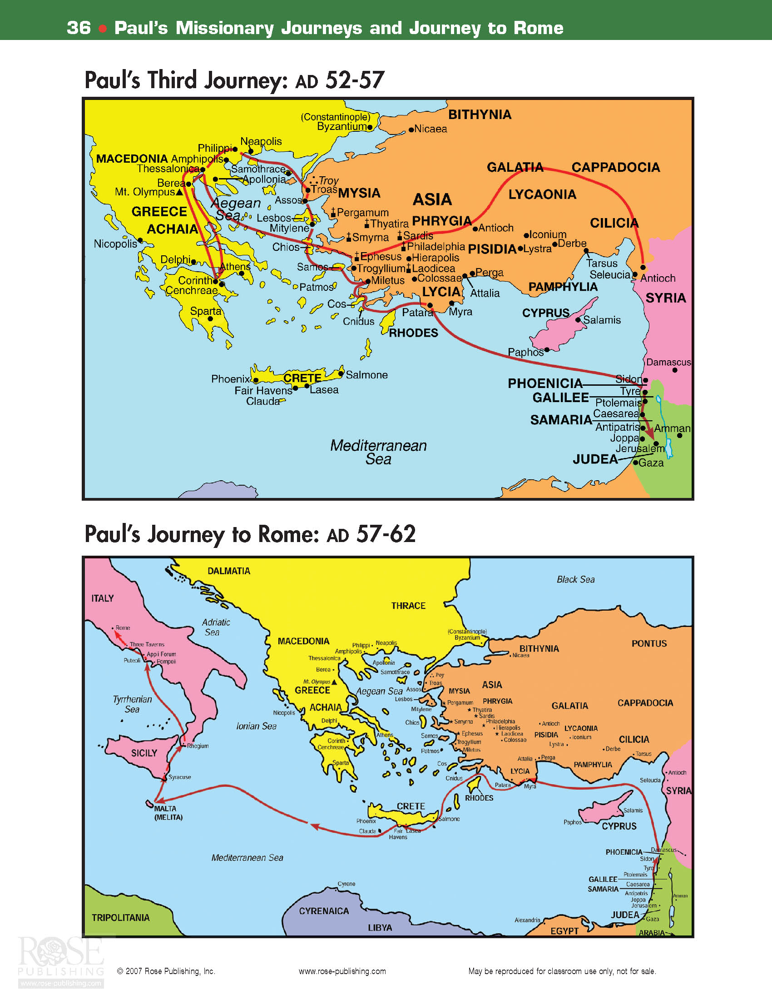 36 • Paul's Missionary Journeys and Journey to Rome
Paul's Third Journey: AD 52-57
BITHYNIA
(Constantinople)
Byzantium
Nicaea
Neapolis
Philippi
MACEDONIA Amphipolis
Thessalonica
Samothrace
GALATIA
CAPPADOCIA
Apollonia
Troy
Berea
Troas
Mt. Olympus
MYSIA
LYCAONIA
Aegean
Sea
Assos
ASIA
GREECE
Pergamum
Lesbos
Thyatira
PHRYGIA
CILICIA
ACHAIA
Mitylene
Antioch
Smyrna
Sardis
Iconium
Nicopolis
Chios
Philadelphia
PISIDIA
Lystra
Derbe
Delphi
Ephesus
Hierapolis
Athens
Samos
Trogyllium
Laodicea
Tarsus
Corinth
Miletus
Colossae
Perga
Seleucia
Antioch
Cenchreae
Patmos
LYCIA
Attalia
PAMPHYLIA
SYRIA
Sparta
Cos
Cnidus
Patara
Myra
CYPRUS
Salamis
RHODES
Paphos
Damascus
Phoenix
CRETE
Salmone
PHOENICIA
Sidon
Fair Havens
Lasea
Tyre
Clauda
GALILEE
Ptolemais
Caesarea
SAMARIA
Antipatris
Amman
Joppa
Mediterranean
Sea
Jerusalem
JUDEA
Gaza
Paul's Journey to Rome: AD 57-62
DALMATIA
Black Sea
ITALY
THRACE
Adriatic
Sea
Rome
(Constantinople)
Byzantium
MACEDONIA
Three Taverns
Philippi
Neapolis
PONTUS
Amphipolis
BITHYNIA
Appii Forum
Thessalonica
Nicaea
Puteoli
Pompeii
Apollonia
Berea
Samothrace
Troy
Mt. Olympus
Troas
ASIA
GREECE
Aegean Sea
Assos
MYSIA
Tyrrhenian
Sea
Lesbos
Pergamum
PHRYGIA
GALATIA
CAPPADOCIA
ACHAIA
Mitylene
Thyatira
Nicopolis
Sardis
Delphi
Chios
Smyrna
Philadelphia
Antioch
Ionian Sea
Hierapolis
LYCAONIA
Athens
Samos
Ephesus
Laodicea
PISIDIA
Iconium
Corinth
Trogyllium
Colossae
CILICIA
Rhegium
Cenchreae
Lystra
Patmos
Miletus
Derbe
SICILY
Tarsus
Attalia
Perga
Sparta
Cos
PAMPHYLIA
LYCIA
Antioch
Syracuse
Cnidus
Seleucia
Patara
Myra
SYRIA
RHODES
CRETE
MALTA
(MELITA)
Salamis
Phoenix
Salmone
Paphos
CYPRUS
Clauda
Fair
Havens
Lasea
Damascus
PHOENICIA
Mediterranean Sea
Sidon
Tyre
Ptolemais
GALILEE
Cyrene
Caesarea
SAMARIA
Antipatris
Amman
Joppa
Jerusalem
CYRENAICA
JUDEA
TRIPOLITANIA
Alexandria
Gaza
LIBYA
EGYPT
ARABIA
ROSE
PUBLISHING
www.rose-publishing.com
© 2007 Rose Publishing, Inc.
www.rose-publishing.com
May be reproduced for classroom use only, not for sale.